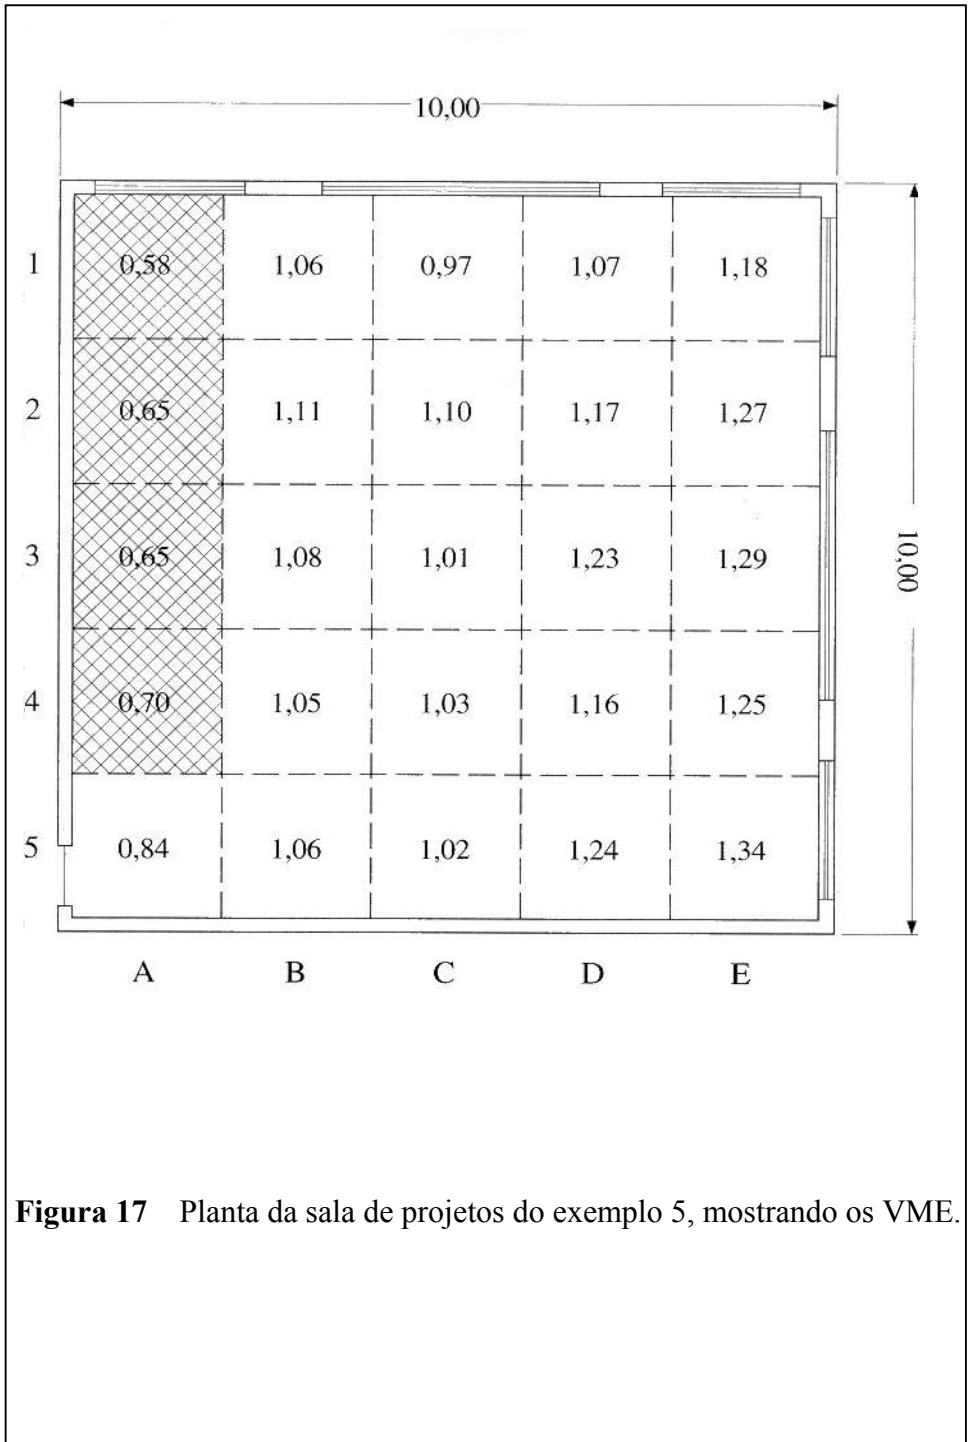 10,00
1 0,58 1,06 0,97 1,07 1,18
2 0,65 1,11 1,10 1,17 1,27
3 0,65 1,08 1,01 1,23 1,29
10,00
4 0,70 1,05 1,03 1,16 1,25
5 0,84 1,06 1,02 1,24 1,34
A B C D E
Figura 17 Planta da sala de projetos do exemplo 5, mostrando os VME.